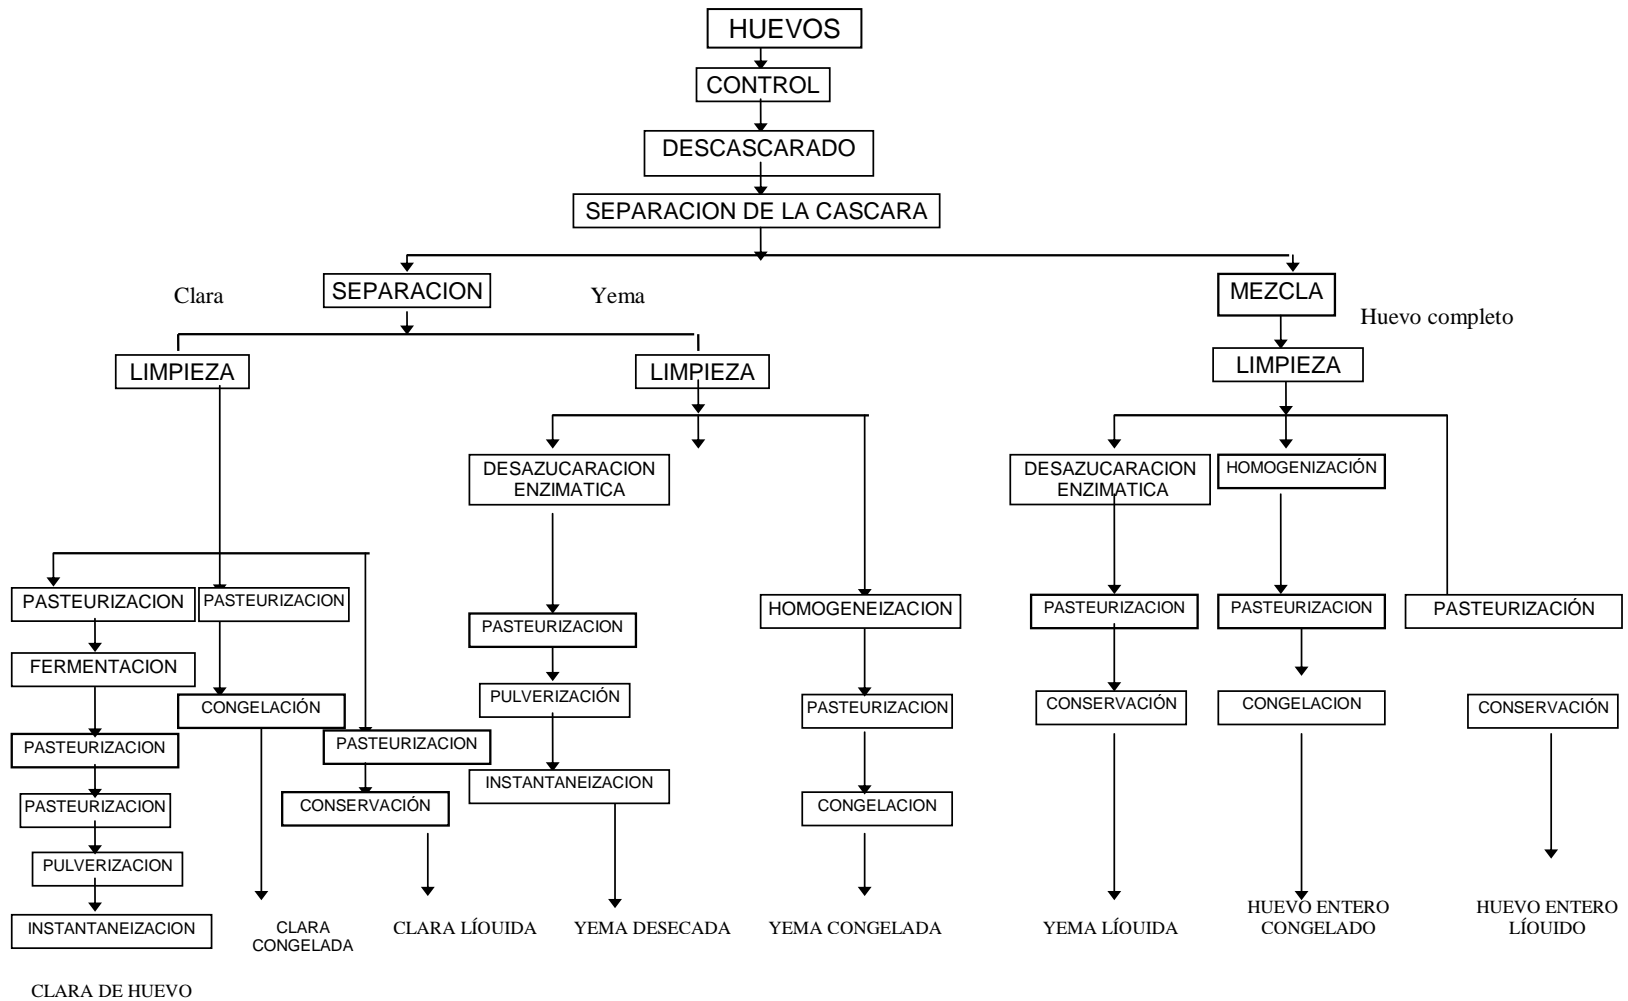 HUEVOS
CONTROL
DESCASCARADO
SEPARACION DE LA CASCARA
Clara
SEPARACION
Yema
MEZCLA
Huevo completo
LIMPIEZA
LIMPIEZA
LIMPIEZA
DESAZUCARACION
ENZIMATICA
DESAZUCARACION
ENZIMATICA
HOMOGENIZACIÓN
PASTEURIZACION
PASTEURIZACION
HOMOGENEIZACION
PASTEURIZACION
PASTEURIZACION
PASTEURIZACIÓN
PASTEURIZACION
FERMENTACION
PULVERIZACIÓN
CONGELACIÓN
PASTEURIZACION
CONSERVACIÓN
CONGELACION
CONSERVACIÓN
PASTEURIZACION
PASTEURIZACION
INSTANTANEIZACION
PASTEURIZACION
CONSERVACIÓN
CONGELACION
PULVERIZACION
INSTANTANEIZACION
CLARA
CONGELADA
CLARA LÍOUIDA
YEMA DESECADA
YEMA CONGELADA
YEMA LÍOUIDA
HUEVO ENTERO
CONGELADO
HUEVO ENTERO
LÍOUIDO
CLARA DE HUEVO